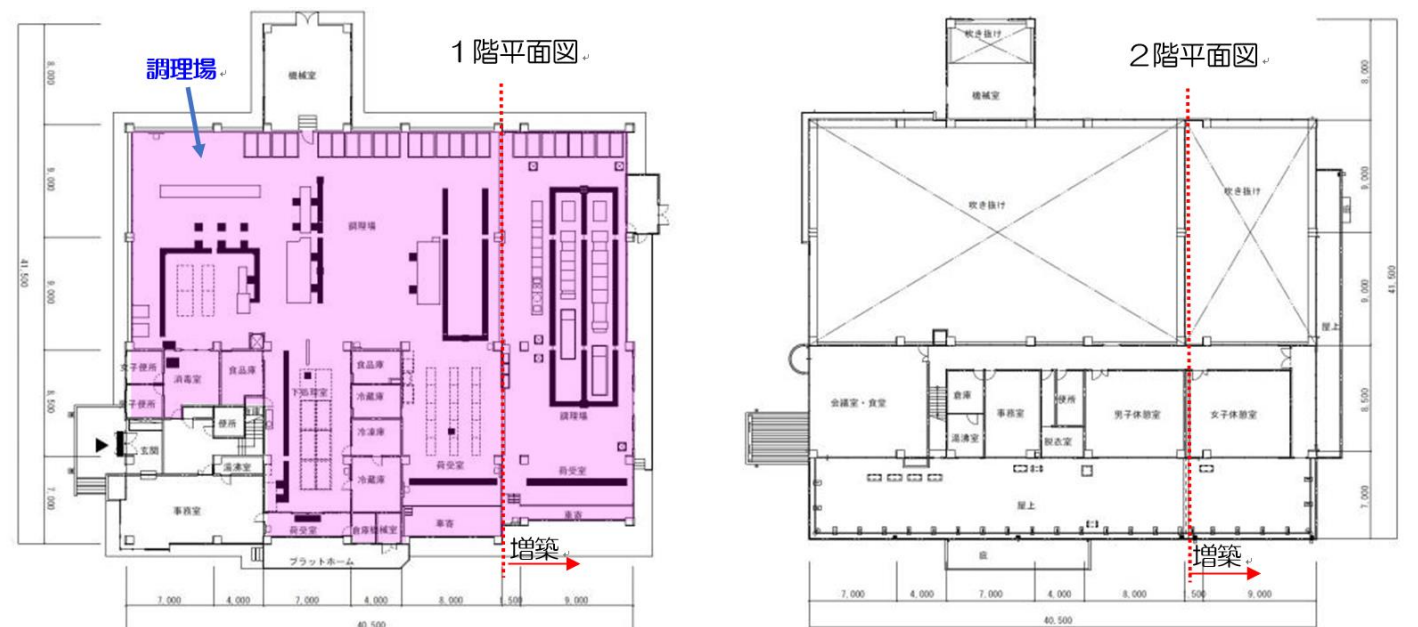 1階平面図
調理場
機械室
調理場
女子便所
消毒室
食品庫
下処理室
食品庫
冷蔵庫
男子便所
便所
冷凍庫
調理場
玄関
湯沸室
冷蔵庫
荷受室
荷受室
事務室
荷受室
倉庫
機械室
車寄
車寄
プラットホーム
増築
8,000
9,000
9,000
8,500
7,000
41,500
7,000
4,000
7,000
4,000
8,000
1,500
9,000
40,500
2階平面図
吹き抜け
機械室
吹き抜け
吹き抜け
庇
屋上
会議室・食堂
倉庫
事務室
便所
男子休憩室
女子休憩室
湯沸室
脱衣室
屋上
庇
増築
8,000
9,000
9,000
8,500
7,000
41,500
7,000
4,000
7,000
4,000
8,000
1,500
9,000
40,500